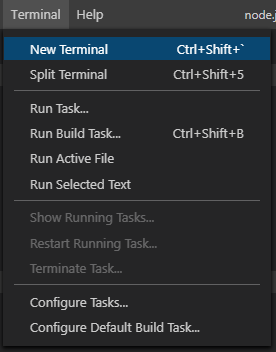 Terminal Help node.j
New Terminal Ctrl+Shift+`
Split Terminal Ctrl+Shift+5
Run Task...
Run Build Task... Ctrl+Shift+B
Run Active File
Run Selected Text
Show Running Tasks...
Restart Running Task...
Terminate Task...
Configure Tasks...
Configure Default Build Task...